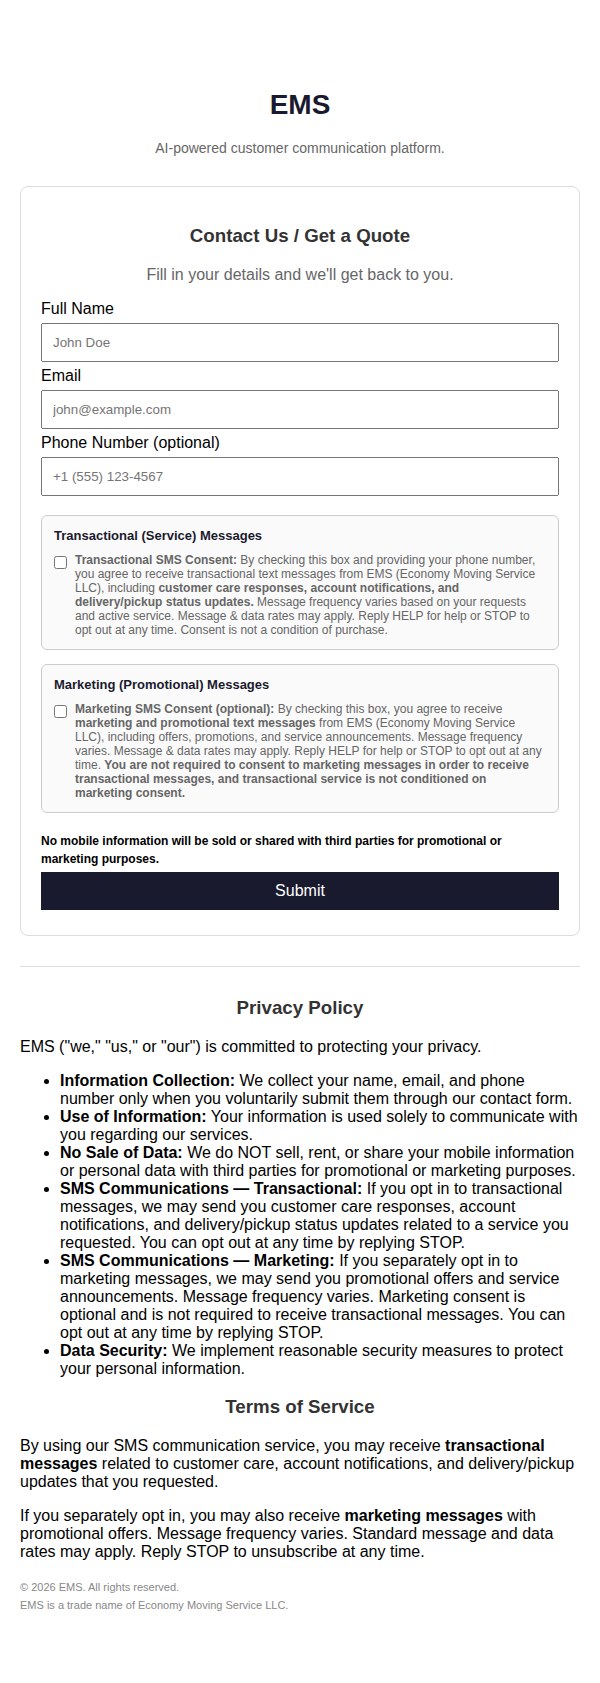 EMS
AI-powered customer communication platform.
Contact Us / Get a Quote
Fill in your details and we'll get back to you.
Full Name
John Doe
Email
john@example.com
Phone Number (optional)
+1 (555) 123-4567
Transactional (Service) Messages
Transactional SMS Consent: By checking this box and providing your phone number,
you agree to receive transactional text messages from EMS (Economy Moving Service
LLC), including customer care responses, account notifications, and
delivery/pickup status updates. Message frequency varies based on your requests
and active service. Message & data rates may apply. Reply HELP for help or STOP to
opt out at any time. Consent is not a condition of purchase.
Marketing (Promotional) Messages
Marketing SMS Consent (optional): By checking this box, you agree to receive
marketing and promotional text messages from EMS (Economy Moving Service
LLC), including offers, promotions, and service announcements. Message frequency
varies. Message & data rates may apply. Reply HELP for help or STOP to opt out at any
time. You are not required to consent to marketing messages in order to receive
transactional messages, and transactional service is not conditioned on
marketing consent.
No mobile information will be sold or shared with third parties for promotional or
marketing purposes.
Submit
Privacy Policy
EMS ("we," "us," or "our") is committed to protecting your privacy.
• Information Collection: We collect your name, email, and phone
number only when you voluntarily submit them through our contact form.
• Use of Information: Your information is used solely to communicate with
you regarding our services.
• No Sale of Data: We do NOT sell, rent, or share your mobile information
or personal data with third parties for promotional or marketing purposes.
• SMS Communications — Transactional: If you opt in to transactional
messages, we may send you customer care responses, account
notifications, and delivery/pickup status updates related to a service you
requested. You can opt out at any time by replying STOP.
• SMS Communications — Marketing: If you separately opt in to
marketing messages, we may send you promotional offers and service
announcements. Message frequency varies. Marketing consent is
optional and is not required to receive transactional messages. You can
opt out at any time by replying STOP.
• Data Security: We implement reasonable security measures to protect
your personal information.
Terms of Service
By using our SMS communication service, you may receive transactional
messages related to customer care, account notifications, and delivery/pickup
updates that you requested.
If you separately opt in, you may also receive marketing messages with
promotional offers. Message frequency varies. Standard message and data
rates may apply. Reply STOP to unsubscribe at any time.
© 2026 EMS. All rights reserved.
EMS is a trade name of Economy Moving Service LLC.